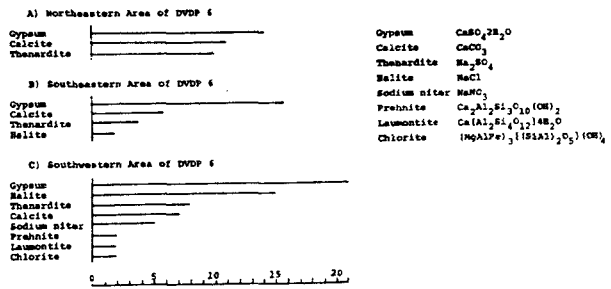 A) Northeastern Area of DVDP 6
Gypsum
Calcite
Thenardite
B) Southeastern Area of DVDP 6
Gypsum
Calcite
Thenardite
Halite
C) Southwestern Area of DVDP 6
Gypsum
Halite
Thenardite
Calcite
Sodium niter
Prehnite
Laumontite
Chlorite
0 5 10 15 20
Gypsum CaSO₄2H₂O
Calcite CaCO₃
Thenardite Na₂SO₄
Halite NaCl
Sodium niter NaNO₃
Prehnite Ca₂Al₂Si₃O₁₀(OH)₂
Laumontite Ca[Al₂Si₄O₁₂]4H₂O
Chlorite (MgAlFe)₃[(SiAl)₂O₅](OH)₄